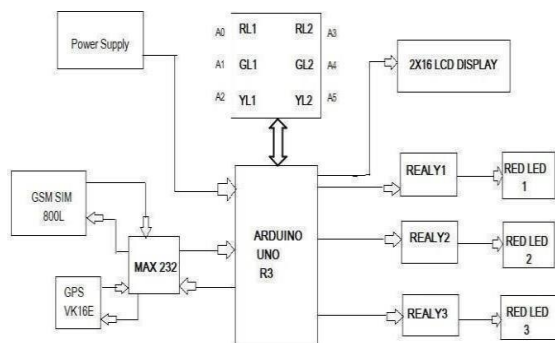 Power Supply
A0 RL1 RL2 A3
A1 GL1 GL2 A4
A2 YL1 YL2 A5
2X16 LCD DISPLAY
GSM SIM
800L
MAX 232
GPS
VK16E
ARDUINO
UNO
R3
REALY1
RED LED
1
REALY2
RED LED
2
REALY3
RED LED
3